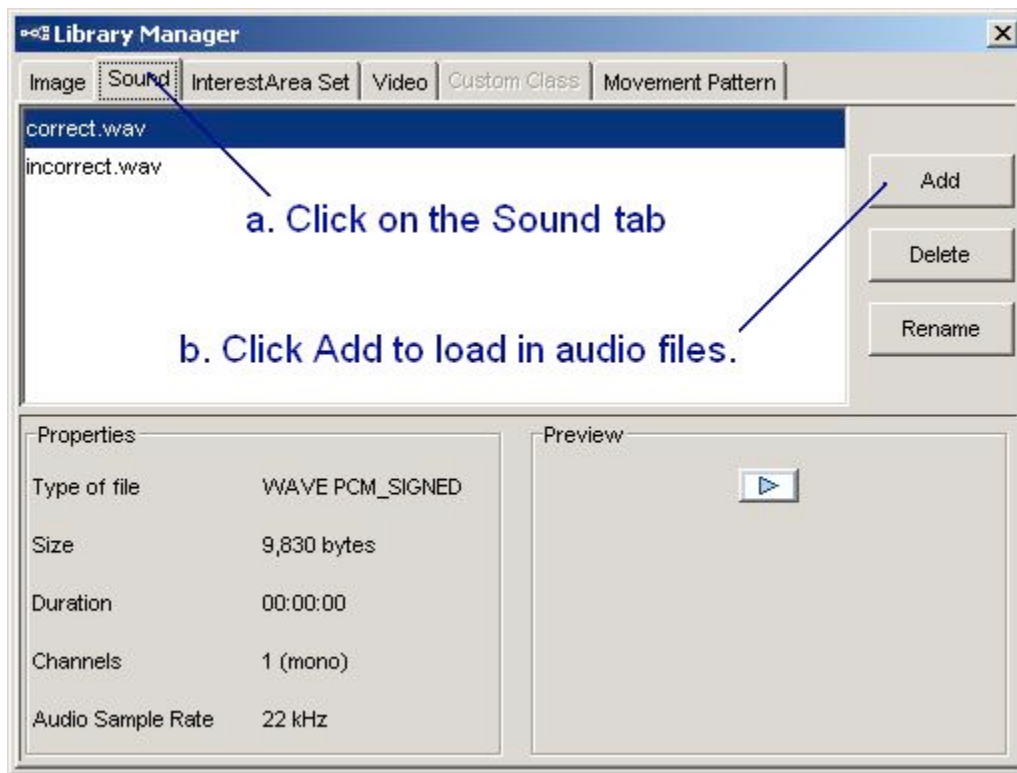 Library Manager
Image Sound InterestArea Set Video Custom Class Movement Pattern
correct.wav
incorrect.wav
Add
a. Click on the Sound tab
Delete
Rename
b. Click Add to load in audio files.
Properties
Type of file WAVE PCM_SIGNED
Size 9,830 bytes
Duration 00:00:00
Channels 1 (mono)
Audio Sample Rate 22 kHz
Preview